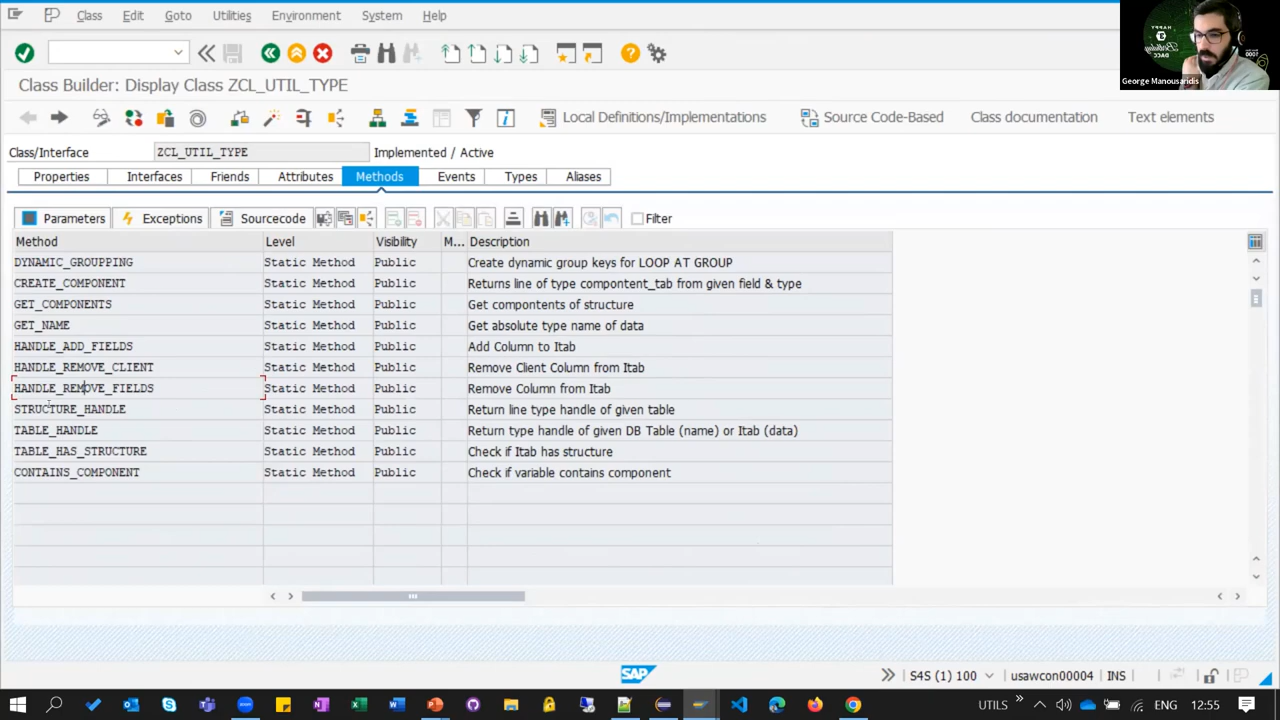 Class Edit Goto Utilities Environment System Help
Class Builder: Display Class ZCL_UTIL_TYPE
Local Definitions/Implementations Source Code-Based Class documentation Text elements
Class/Interface ZCL_UTIL_TYPE Implemented / Active
Properties Interfaces Friends Attributes Methods Events Types Aliases
Parameters Exceptions Sourcecode Filter
Method Level Visibility M... Description
DYNAMIC_GROUPPING Static Method Public Create dynamic group keys for LOOP AT GROUP
CREATE_COMPONENT Static Method Public Returns line of type compontent_tab from given field & type
GET_COMPONENTS Static Method Public Get compontents of structure
GET_NAME Static Method Public Get absolute type name of data
HANDLE_ADD_FIELDS Static Method Public Add Column to Itab
HANDLE_REMOVE_CLIENT Static Method Public Remove Client Column from Itab
HANDLE_REMOVE_FIELDS Static Method Public Remove Column from Itab
STRUCTURE_HANDLE Static Method Public Return line type handle of given table
TABLE_HANDLE Static Method Public Return type handle of given DB Table (name) or Itab (data)
TABLE_HAS_STRUCTURE Static Method Public Check if Itab has structure
CONTAINS_COMPONENT Static Method Public Check if variable contains component
SAP S4S (1) 100 usawcon00004 INS
UTILS ENG 12:55
HAPPY
Birthday
DACC
1000
George Manousaridis